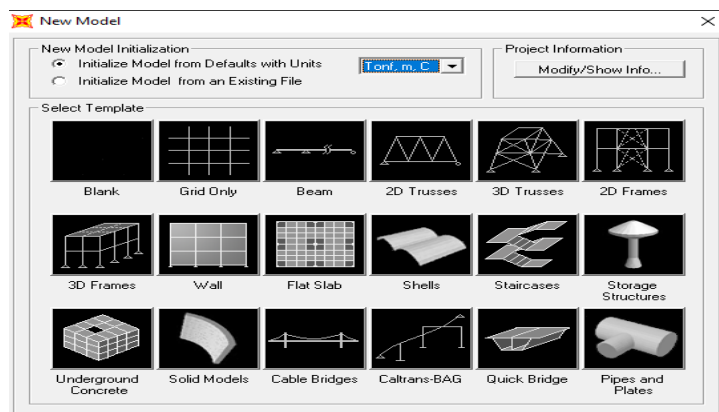 New Model
New Model Initialization
Project Information
Initialize Model from Defaults with Units
Tonf, m, C
Initialize Model from an Existing File
Modify/Show Info...
Select Template
Blank
Grid Only
Beam
2D Trusses
3D Trusses
2D Frames
3D Frames
Wall
Flat Slab
Shells
Staircases
Storage
Structures
Underground
Concrete
Solid Models
Cable Bridges
Caltrans-BAG
Quick Bridge
Pipes and
Plates